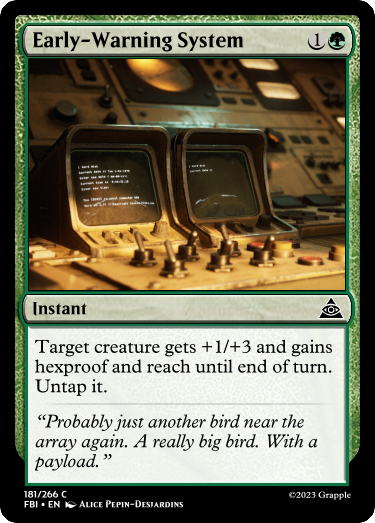 Early-Warning System 1
Instant
Target creature gets +1/+3 and gains
hexproof and reach until end of turn.
Untap it.
“Probably just another bird near the
array again. A really big bird. With a
payload.”
181/266 C
FBI • EN Alice Pepin-Desjardins
©2023 Grapple